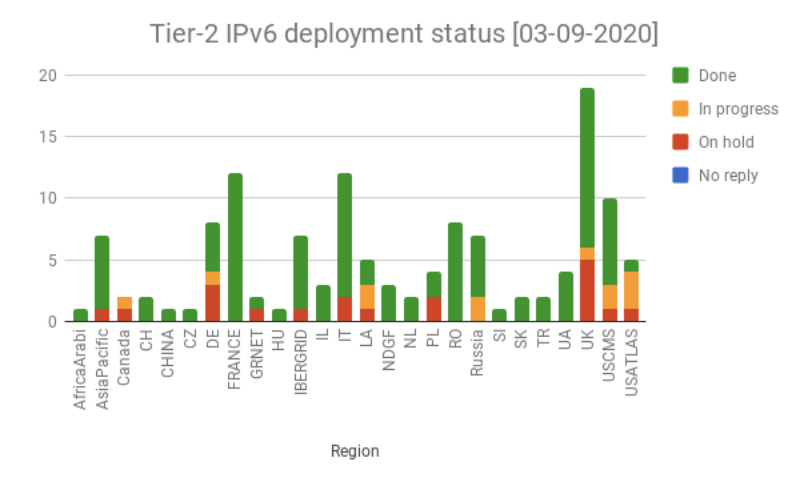 Tier-2 IPv6 deployment status [03-09-2020]
20
15
10
5
0
Done
In progress
On hold
No reply
AfricaArabi
AsiaPacific
Canada
CH
CHINA
CZ
DE
FRANCE
GRNET
HU
IBERGRID
IL
IT
LA
NDGF
NL
PL
RO
Russia
SI
SK
TR
UA
UK
USCMS
USATLAS
Region